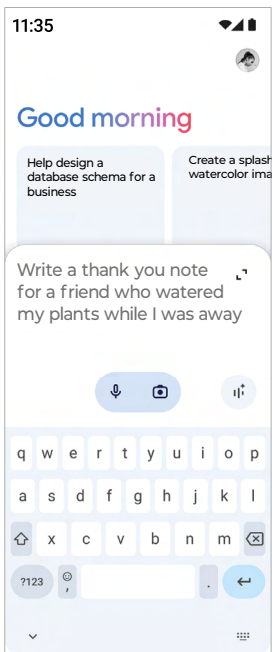 11:35
Good morning
Help design a
database schema for a
business
Create a splash
watercolor ima
Write a thank you note
for a friend who watered
my plants while I was away
q w e r t y u i o p
a s d f g h j k l
x c v b n m
?123 , .